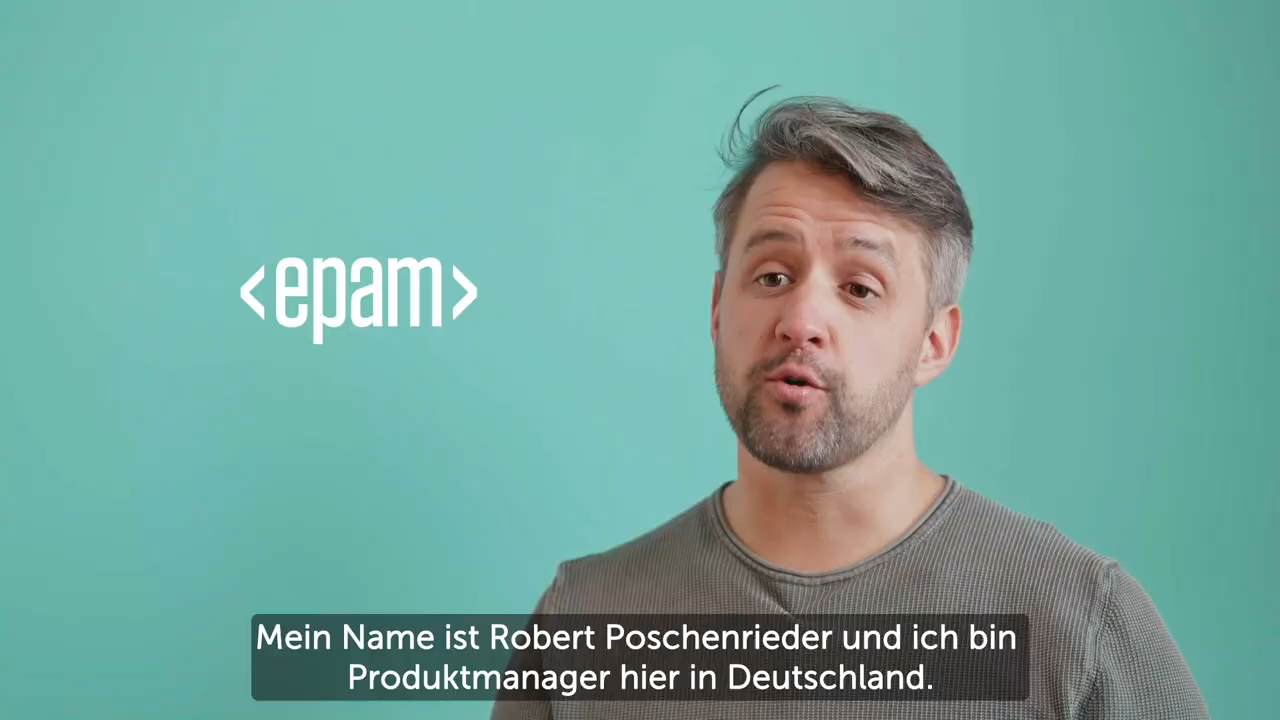 <epam>
Mein Name ist Robert Poschenrieder und ich bin
Produktmanager hier in Deutschland.